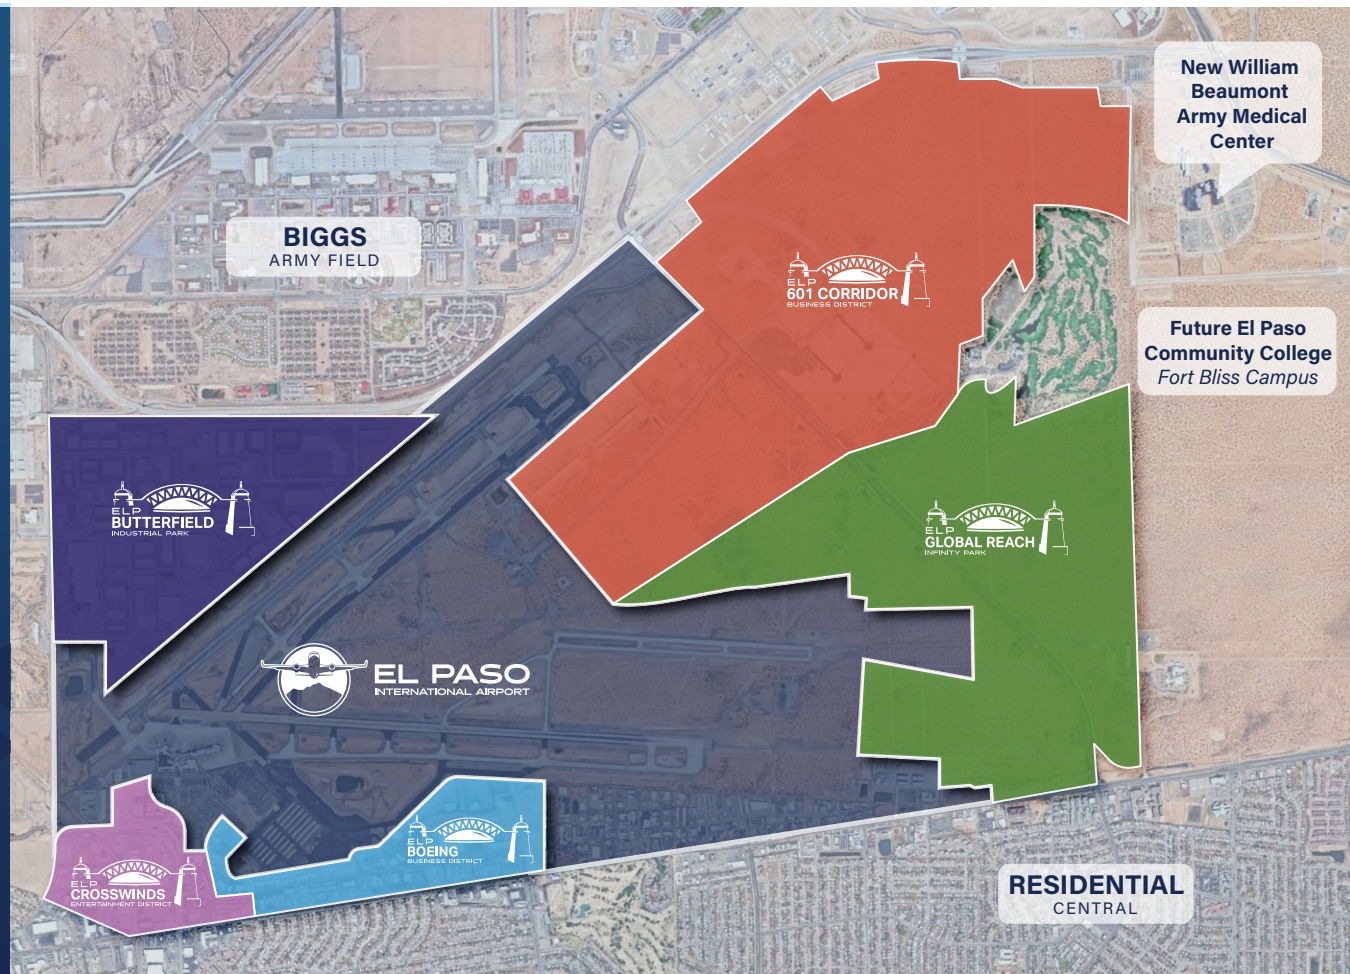 New William
Beaumont
Army Medical
Center
BIGGS
ARMY FIELD
ELP
601 CORRIDOR
BUSINESS DISTRICT
Future El Paso
Community College
Fort Bliss Campus
ELP
BUTTERFIELD
INDUSTRIAL PARK
ELP
GLOBAL REACH
INFINITY PARK
EL PASO
INTERNATIONAL AIRPORT
ELP
BOEING
BUSINESS DISTRICT
ELP
CROSSWINDS
ENTERTAINMENT DISTRICT
RESIDENTIAL
CENTRAL